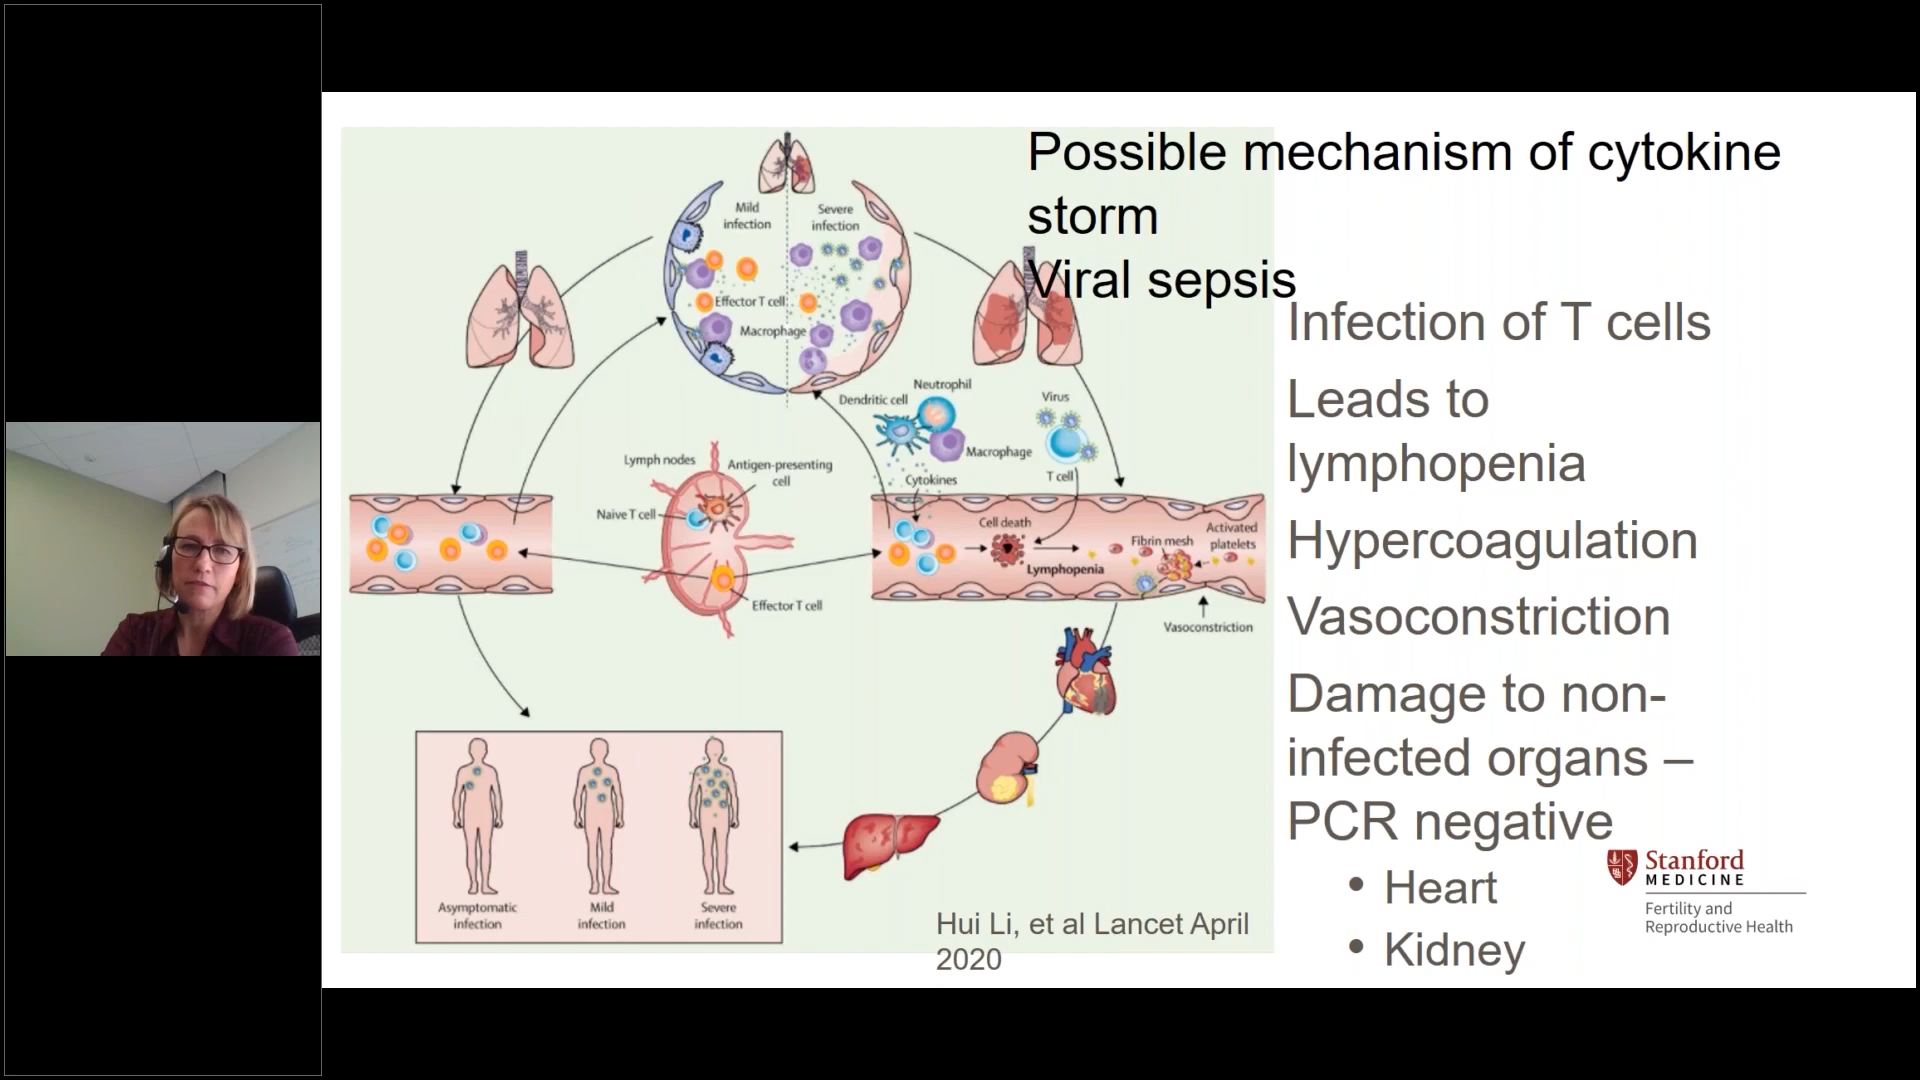 Possible mechanism of cytokine
storm
Viral sepsis
Mild
infection
Severe
infection
Effector T cell
Macrophage
Neutrophil
Dendritic cell
Macrophage
Cytokines
Virus
T cell
Lymph nodes
Antigen-presenting
cell
Naive T cell
Effector T cell
Cell death
Lymphopenia
Fibrin mesh
Activated
platelets
Vasoconstriction
Asymptomatic
infection
Mild
infection
Severe
infection
Hui Li, et al Lancet April
2020
Infection of T cells
Leads to
lymphopenia
Hypercoagulation
Vasoconstriction
Damage to non-
infected organs –
PCR negative
• Heart
• Kidney
Stanford
MEDICINE
Fertility and
Reproductive Health